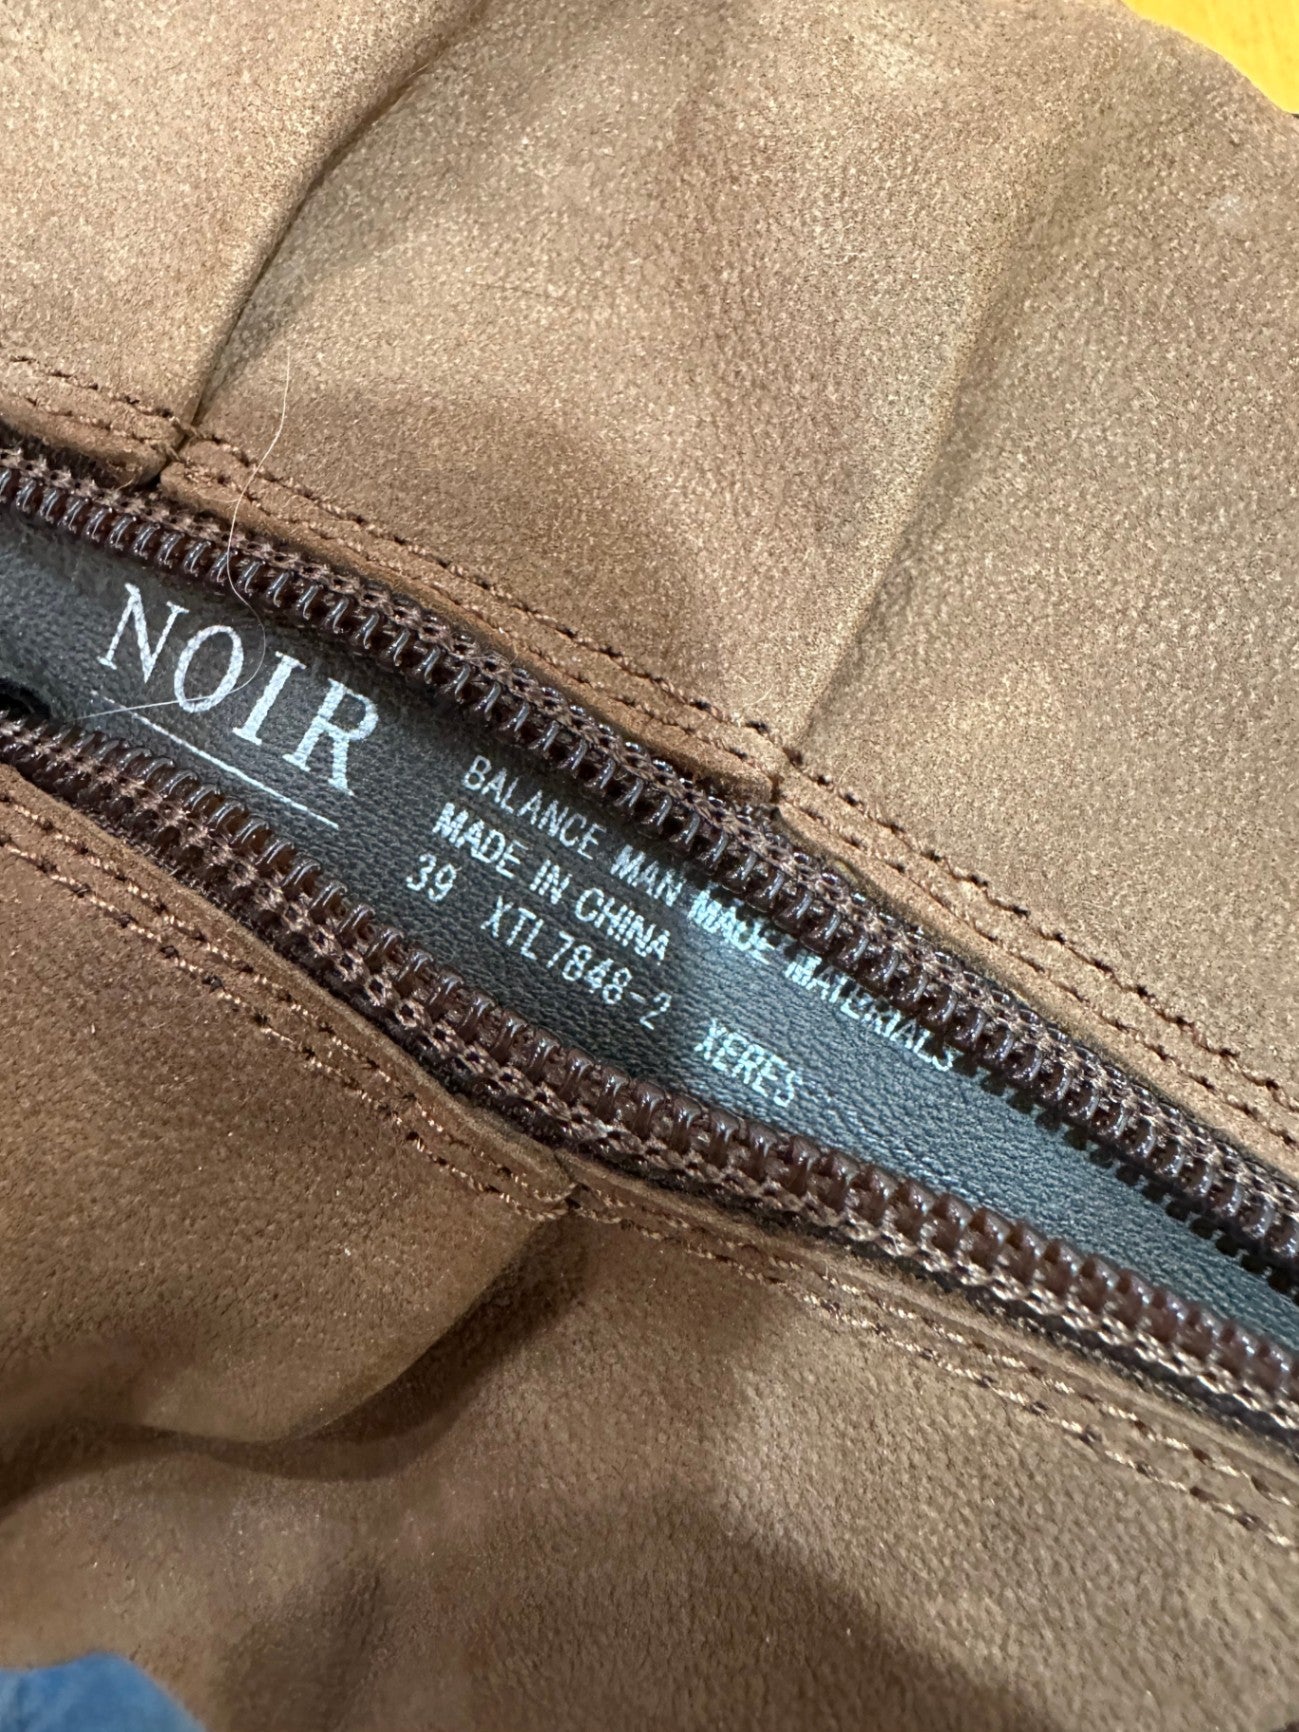 NOIR
BALANCE MAN MADE MATERIALS
MADE IN CHINA
39 XTL7848-2 XERES